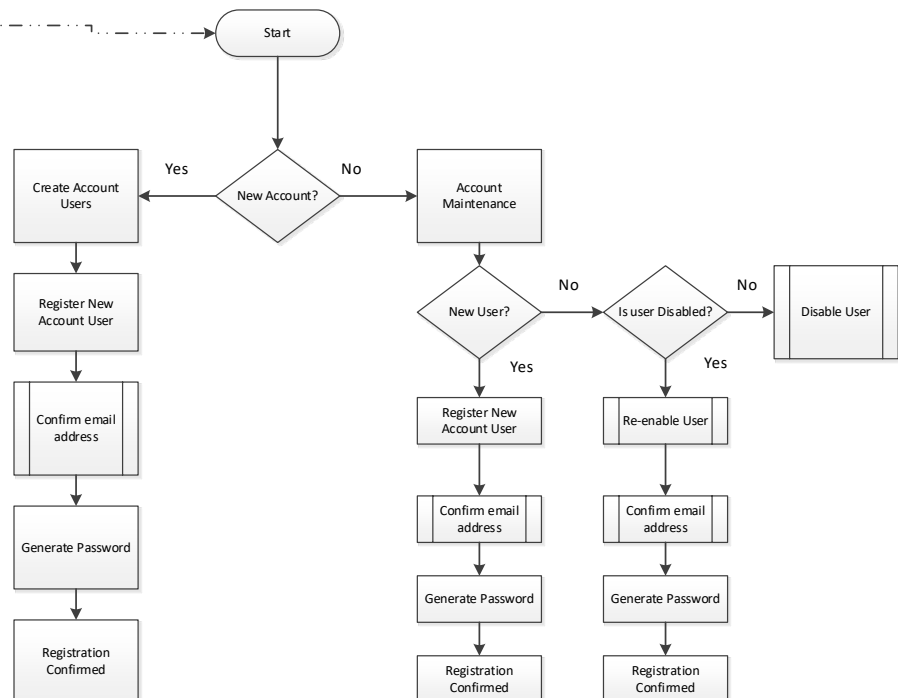 Start
New Account?
Yes
No
Create Account
Users
Account
Maintenance
Register New
Account User
New User?
No
Is user Disabled?
No
Disable User
Yes
Yes
Confirm email
address
Register New
Account User
Re-enable User
Generate Password
Confirm email
address
Confirm email
address
Generate Password
Generate Password
Registration
Confirmed
Registration
Confirmed
Registration
Confirmed